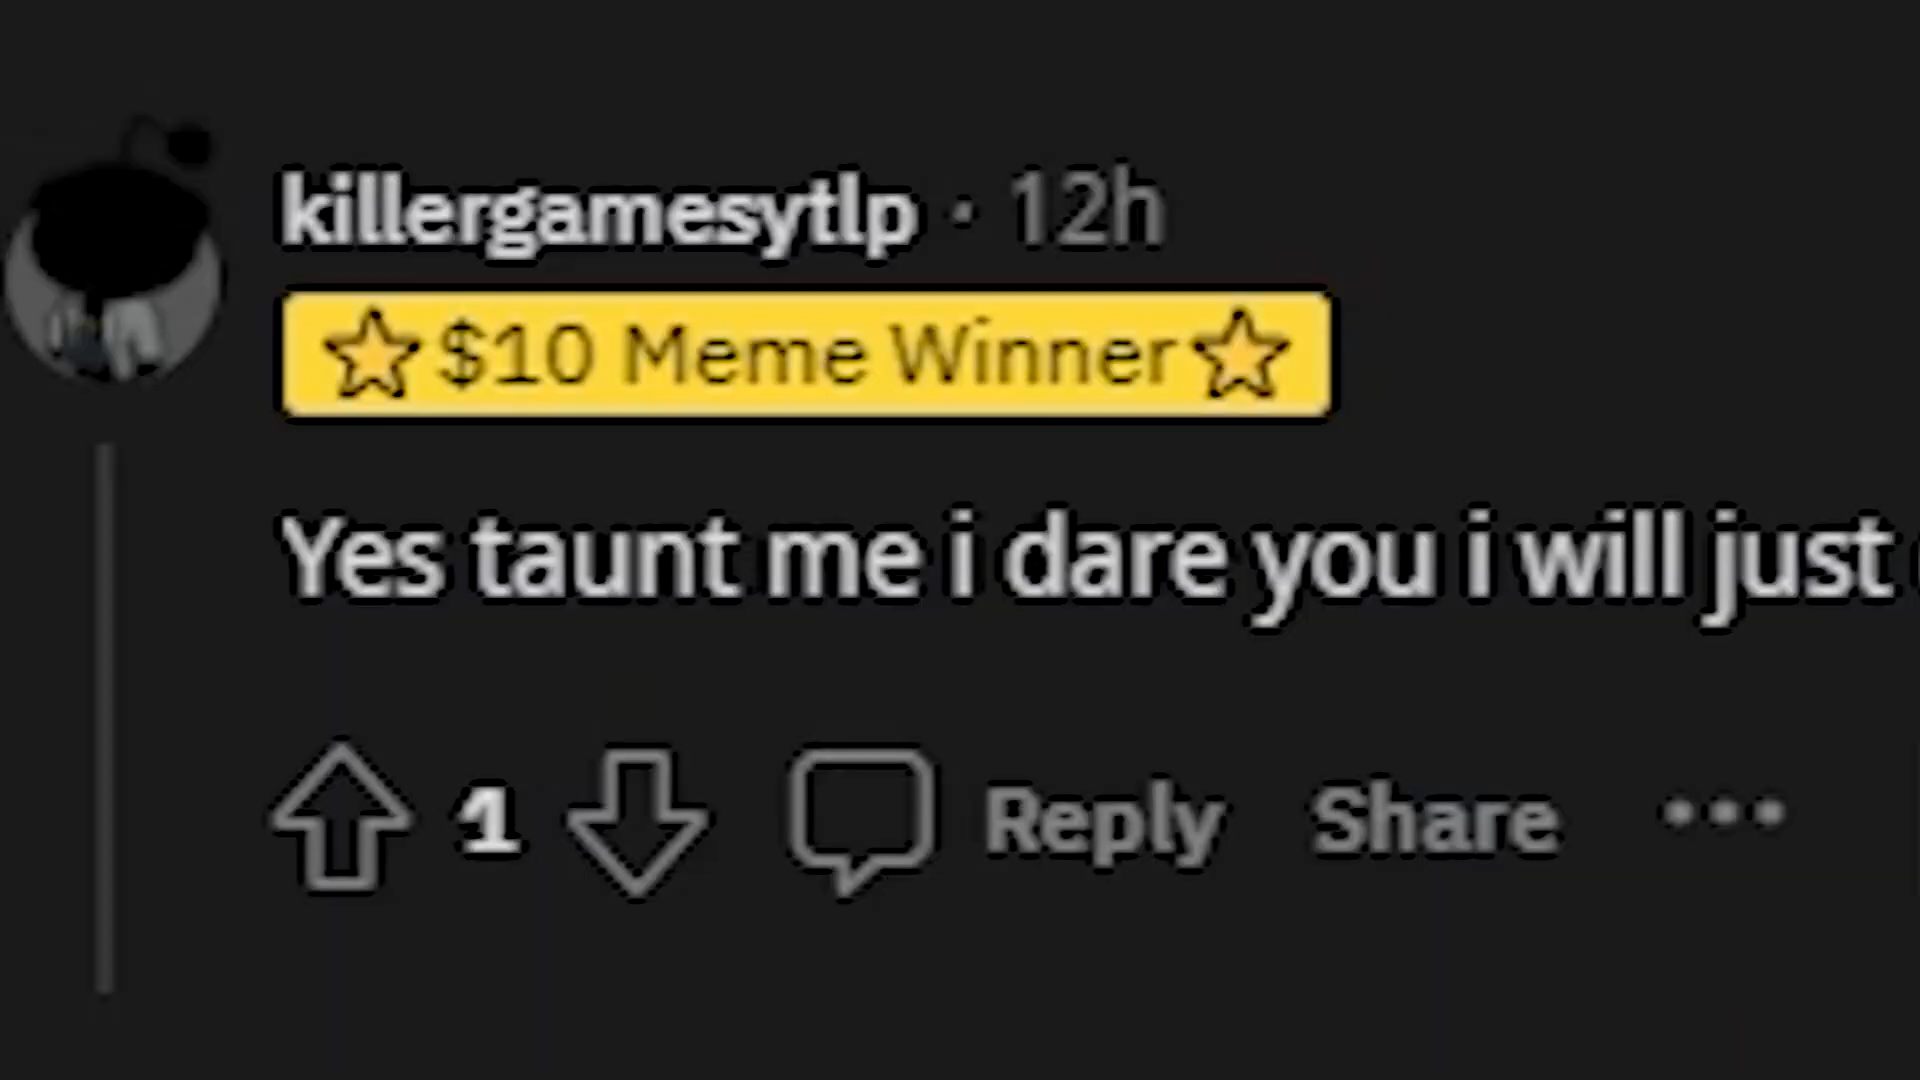 killergamesytlp · 12h
⭐$10 Meme Winner⭐
Yes taunt me i dare you i will just
1 Reply Share •••